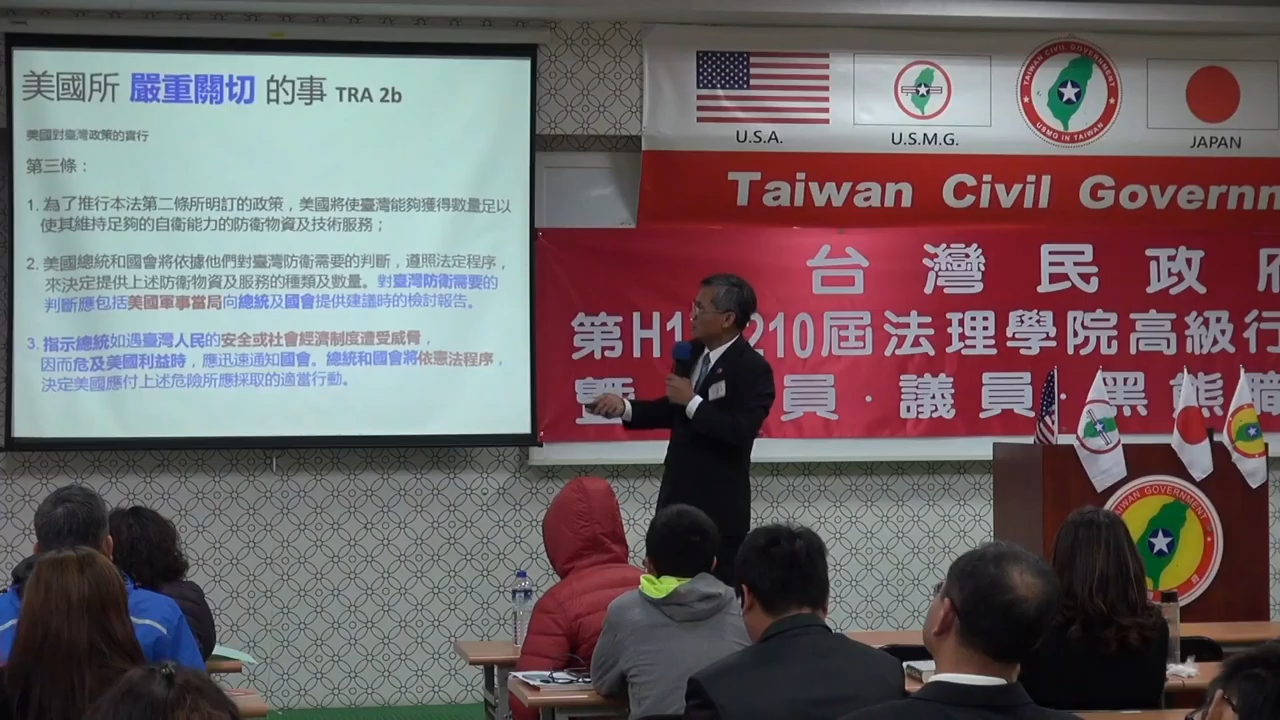 美國所 嚴重關切 的事 TRA 2b
美國對臺灣政策的實行
第三條：
1. 為了推行本法第二條所明訂的政策，美國將使臺灣能夠獲得數量足以
使其維持足夠的自衛能力的防衛物資及技術服務；
2. 美國總統和國會將依據他們對臺灣防衛需要的判斷，遵照法定程序，
來決定提供上述防衛物資及服務的種類及數量。對臺灣防衛需要的
判斷應包括美國軍事當局向總統及國會提供建議時的檢討報告。
3. 指示總統如遇臺灣人民的安全或社會經濟制度遭受威脅，
因而危及美國利益時，應迅速通知國會。總統和國會將依憲法程序，
決定美國應付上述危險所應採取的適當行動。
U.S.A.
U.S.M.G.
TAIWAN CIVIL GOVERNMENT
USMG IN TAIWAN
JAPAN
Taiwan Civil Governm
台灣民政府
第H1 210屆法理學院高級行
暨 員·議員·黑熊職
TAIWAN GOVERNMENT